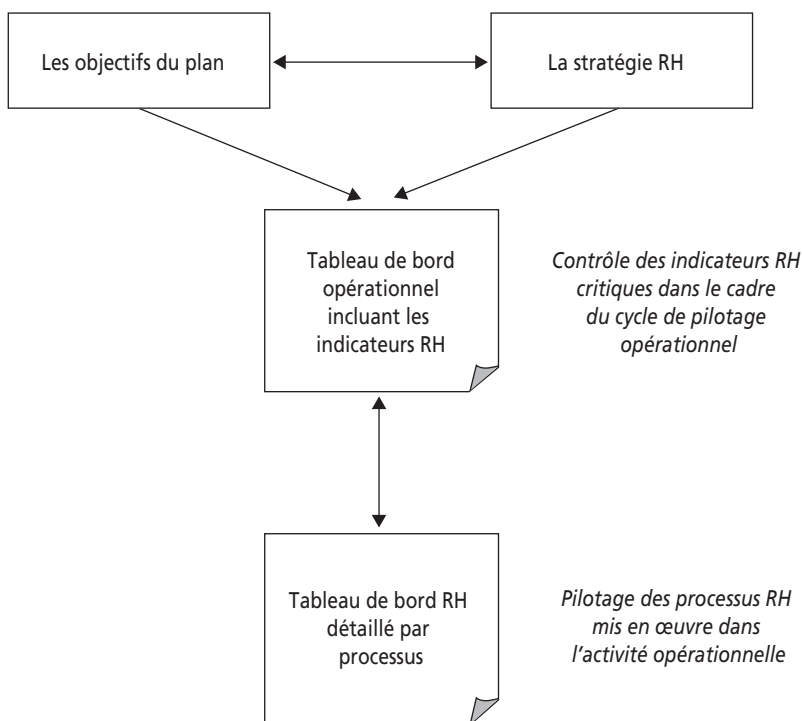 Les objectifs du plan
La stratégie RH
Tableau de bord
opérationnel
incluant les
indicateurs RH
Contrôle des indicateurs RH
critiques dans le cadre
du cycle de pilotage
opérationnel
Tableau de bord RH
détaillé par
processus
Pilotage des processus RH
mis en œuvre dans
l’activité opérationnelle